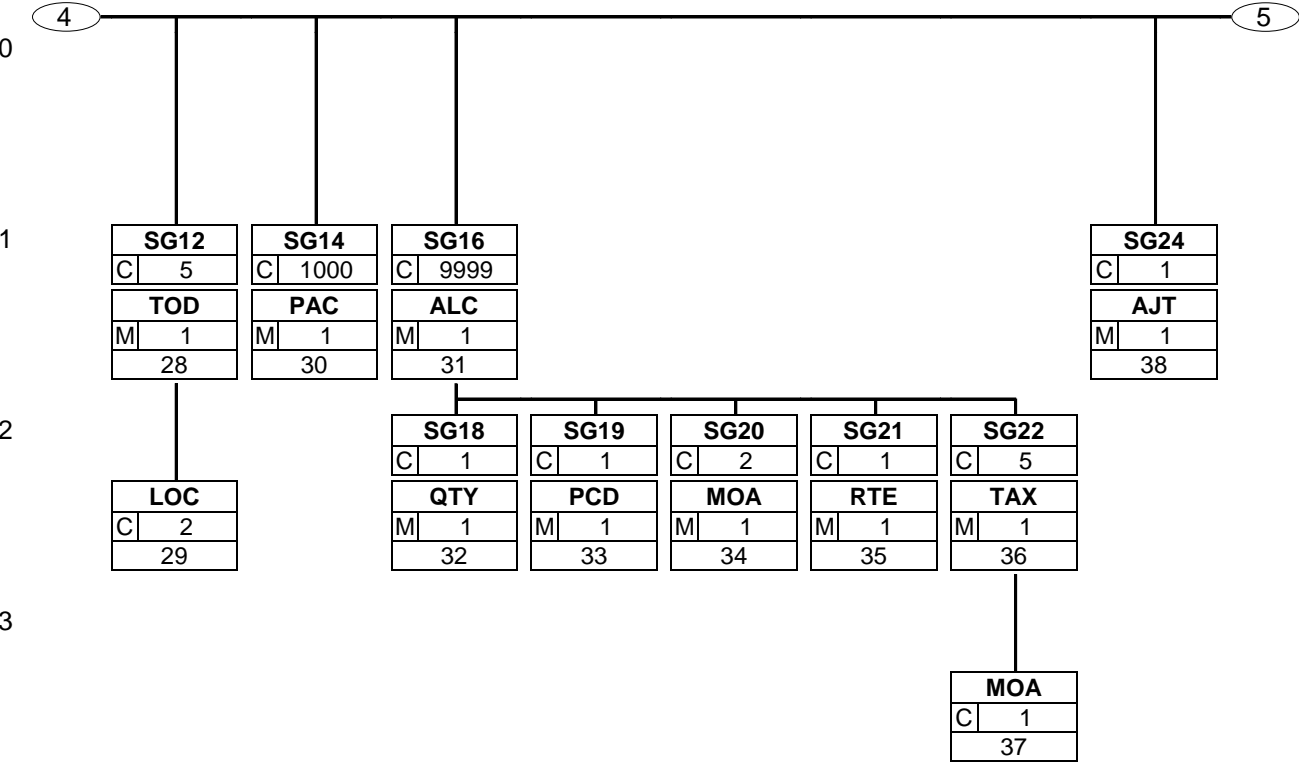 4 5
0
1 SG12 SG14 SG16 SG24
C 5 C 1000 C 9999 C 1
TOD PAC ALC AJT
M 1 M 1 M 1 M 1
28 30 31 38
2 SG18 SG19 SG20 SG21 SG22
C 1 C 1 C 2 C 1 C 5
LOC QTY PCD MOA RTE TAX
C 2 M 1 M 1 M 1 M 1 M 1
29 32 33 34 35 36
3
MOA
C 1
37